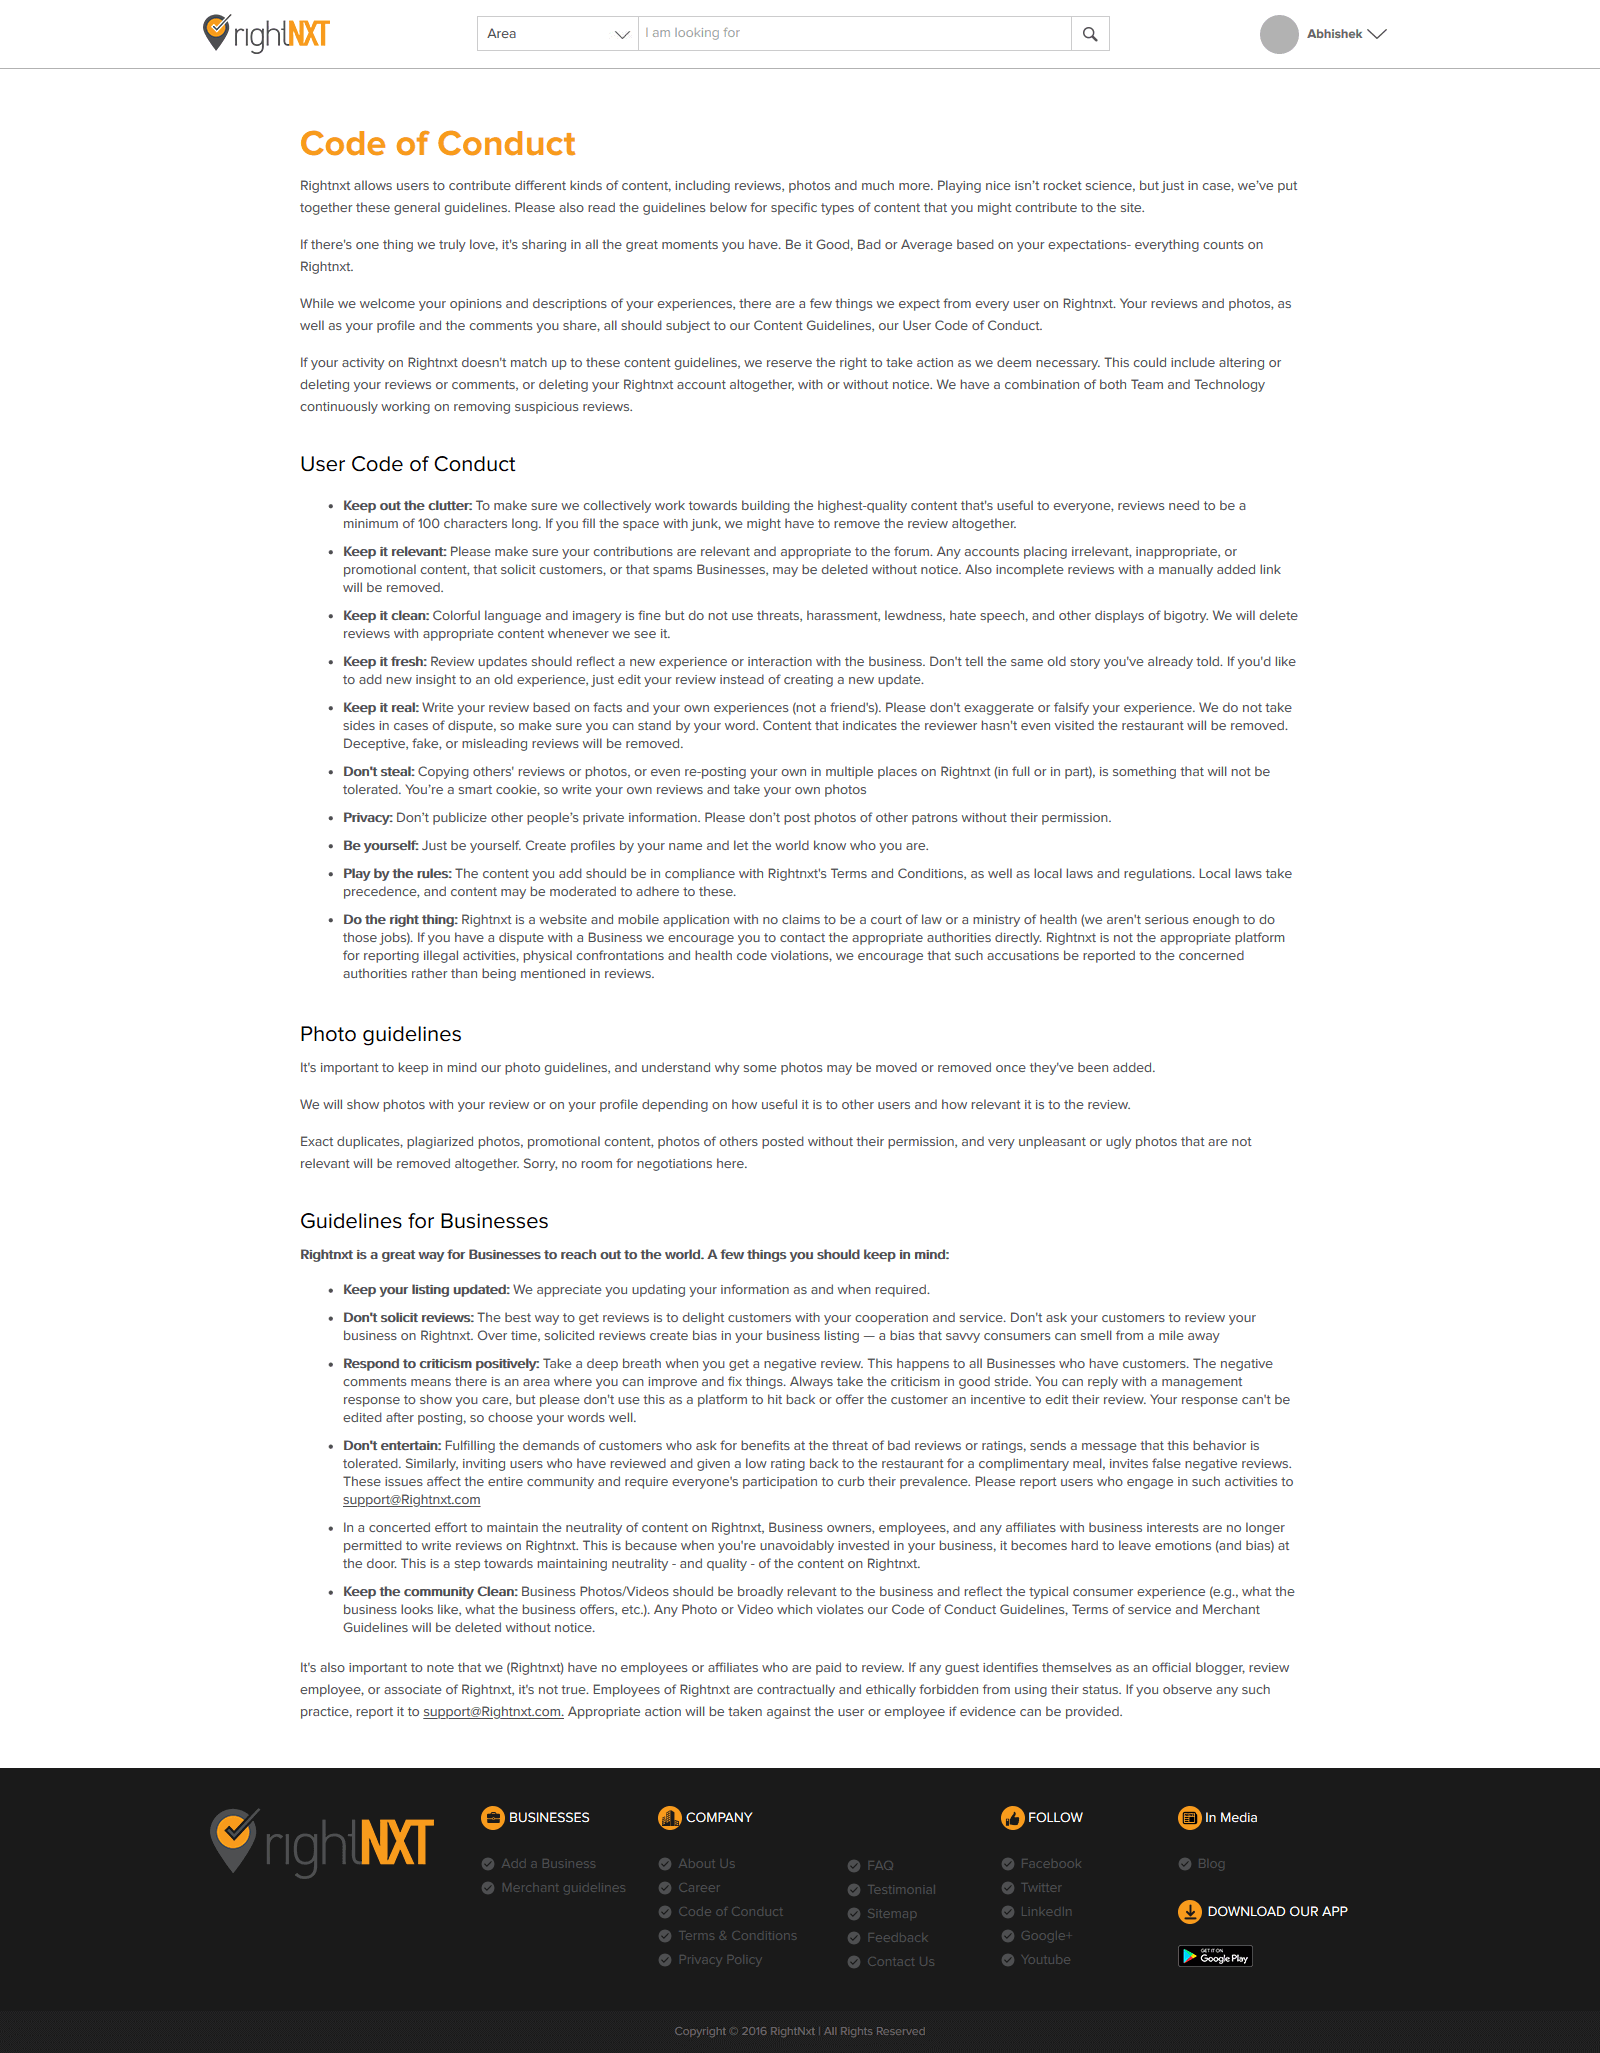 rightNXT
Area
I am looking for
Abhishek
Code of Conduct
Rightnxt allows users to contribute different kinds of content, including reviews, photos and much more. Playing nice isn't rocket science, but just in case, we've put
together these general guidelines. Please also read the guidelines below for specific types of content that you might contribute to the site.
If there's one thing we truly love, it's sharing in all the great moments you have. Be it Good, Bad or Average based on your expectations- everything counts on
Rightnxt.
While we welcome your opinions and descriptions of your experiences, there are a few things we expect from every user on Rightnxt. Your reviews and photos, as
well as your profile and the comments you share, all should subject to our Content Guidelines, our User Code of Conduct.
If your activity on Rightnxt doesn't match up to these content guidelines, we reserve the right to take action as we deem necessary. This could include altering or
deleting your reviews or comments, or deleting your Rightnxt account altogether, with or without notice. We have a combination of both Team and Technology
continuously working on removing suspicious reviews.
User Code of Conduct
• Keep out the clutter: To make sure we collectively work towards building the highest-quality content that's useful to everyone, reviews need to be a
minimum of 100 characters long. If you fill the space with junk, we might have to remove the review altogether.
• Keep it relevant: Please make sure your contributions are relevant and appropriate to the forum. Any accounts placing irrelevant, inappropriate, or
promotional content, that solicit customers, or that spams Businesses, may be deleted without notice. Also incomplete reviews with a manually added link
will be removed.
• Keep it clean: Colorful language and imagery is fine but do not use threats, harassment, lewdness, hate speech, and other displays of bigotry. We will delete
reviews with appropriate content whenever we see it.
• Keep it fresh: Review updates should reflect a new experience or interaction with the business. Don't tell the same old story you've already told. If you'd like
to add new insight to an old experience, just edit your review instead of creating a new update.
• Keep it real: Write your review based on facts and your own experiences (not a friend's). Please don't exaggerate or falsify your experience. We do not take
sides in cases of dispute, so make sure you can stand by your word. Content that indicates the reviewer hasn't even visited the restaurant will be removed.
Deceptive, fake, or misleading reviews will be removed.
• Don't steal: Copying others' reviews or photos, or even re-posting your own in multiple places on Rightnxt (in full or in part), is something that will not be
tolerated. You're a smart cookie, so write your own reviews and take your own photos
• Privacy: Don't publicize other people's private information. Please don't post photos of other patrons without their permission.
• Be yourself: Just be yourself. Create profiles by your name and let the world know who you are.
• Play by the rules: The content you add should be in compliance with Rightnxt's Terms and Conditions, as well as local laws and regulations. Local laws take
precedence, and content may be moderated to adhere to these.
• Do the right thing: Rightnxt is a website and mobile application with no claims to be a court of law or a ministry of health (we aren't serious enough to do
those jobs). If you have a dispute with a Business we encourage you to contact the appropriate authorities directly. Rightnxt is not the appropriate platform
for reporting illegal activities, physical confrontations and health code violations, we encourage that such accusations be reported to the concerned
authorities rather than being mentioned in reviews.
Photo guidelines
It's important to keep in mind our photo guidelines, and understand why some photos may be moved or removed once they've been added.
We will show photos with your review or on your profile depending on how useful it is to other users and how relevant it is to the review.
Exact duplicates, plagiarized photos, promotional content, photos of others posted without their permission, and very unpleasant or ugly photos that are not
relevant will be removed altogether. Sorry, no room for negotiations here.
Guidelines for Businesses
Rightnxt is a great way for Businesses to reach out to the world. A few things you should keep in mind:
• Keep your listing updated: We appreciate you updating your information as and when required.
• Don't solicit reviews: The best way to get reviews is to delight customers with your cooperation and service. Don't ask your customers to review your
business on Rightnxt. Over time, solicited reviews create bias in your business listing — a bias that savvy consumers can smell from a mile away
• Respond to criticism positively: Take a deep breath when you get a negative review. This happens to all Businesses who have customers. The negative
comments means there is an area where you can improve and fix things. Always take the criticism in good stride. You can reply with a management
response to show you care, but please don't use this as a platform to hit back or offer the customer an incentive to edit their review. Your response can't be
edited after posting, so choose your words well.
• Don't entertain: Fulfilling the demands of customers who ask for benefits at the threat of bad reviews or ratings, sends a message that this behavior is
tolerated. Similarly, inviting users who have reviewed and given a low rating back to the restaurant for a complimentary meal, invites false negative reviews.
These issues affect the entire community and require everyone's participation to curb their prevalence. Please report users who engage in such activities to
support@Rightnxt.com
• In a concerted effort to maintain the neutrality of content on Rightnxt, Business owners, employees, and any affiliates with business interests are no longer
permitted to write reviews on Rightnxt. This is because when you're unavoidably invested in your business, it becomes hard to leave emotions (and bias) at
the door. This is a step towards maintaining neutrality - and quality - of the content on Rightnxt.
• Keep the community Clean: Business Photos/Videos should be broadly relevant to the business and reflect the typical consumer experience (e.g., what the
business looks like, what the business offers, etc.). Any Photo or Video which violates our Code of Conduct Guidelines, Terms of service and Merchant
Guidelines will be deleted without notice.
It's also important to note that we (Rightnxt) have no employees or affiliates who are paid to review. If any guest identifies themselves as an official blogger, review
employee, or associate of Rightnxt, it's not true. Employees of Rightnxt are contractually and ethically forbidden from using their status. If you observe any such
practice, report it to support@Rightnxt.com. Appropriate action will be taken against the user or employee if evidence can be provided.
rightNXT
BUSINESSES
Add a Business
Merchant guidelines
COMPANY
About Us
Career
Code of Conduct
Terms & Conditions
Privacy Policy
FAQ
Testimonial
Sitemap
Feedback
Contact Us
FOLLOW
Facebook
Twitter
LinkedIn
Google+
Youtube
In Media
Blog
DOWNLOAD OUR APP
GET IT ON
Google Play
Copyright © 2016 RightNxt | All Rights Reserved